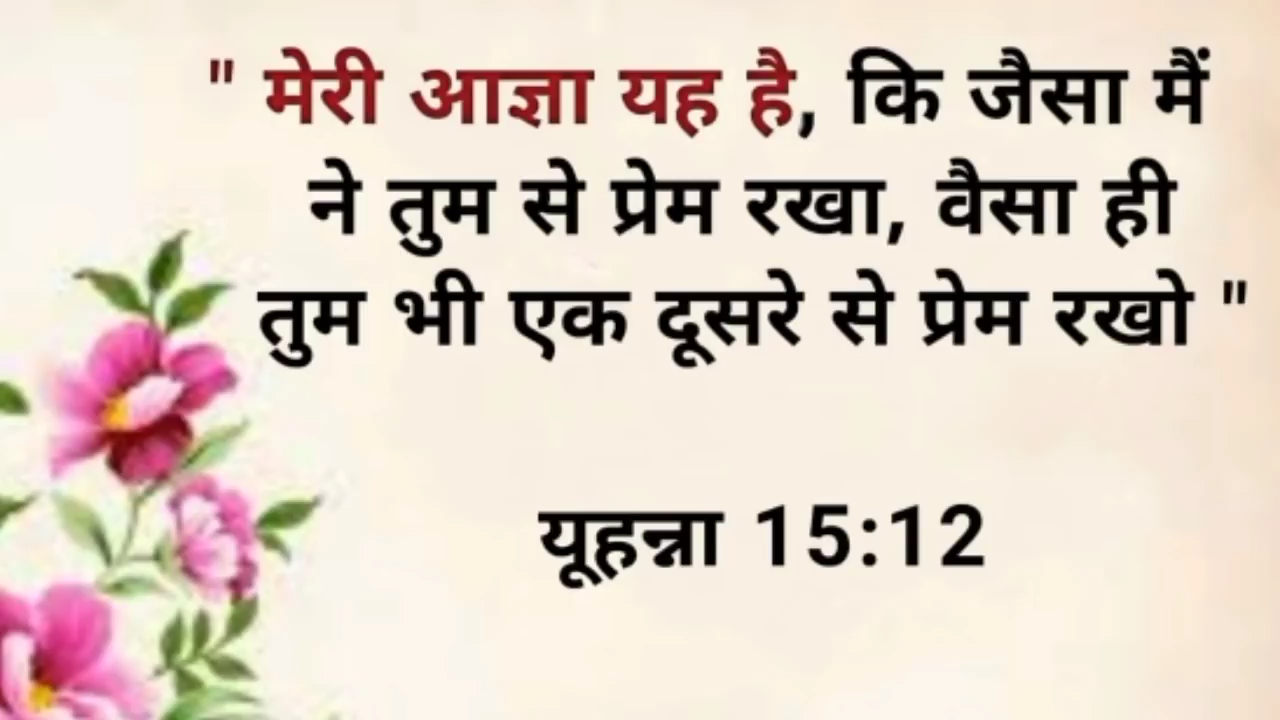 " मेरी आज्ञा यह है, कि जैसा मैं
ने तुम से प्रेम रखा, वैसा ही
तुम भी एक दूसरे से प्रेम रखो "
यूहन्ना 15:12